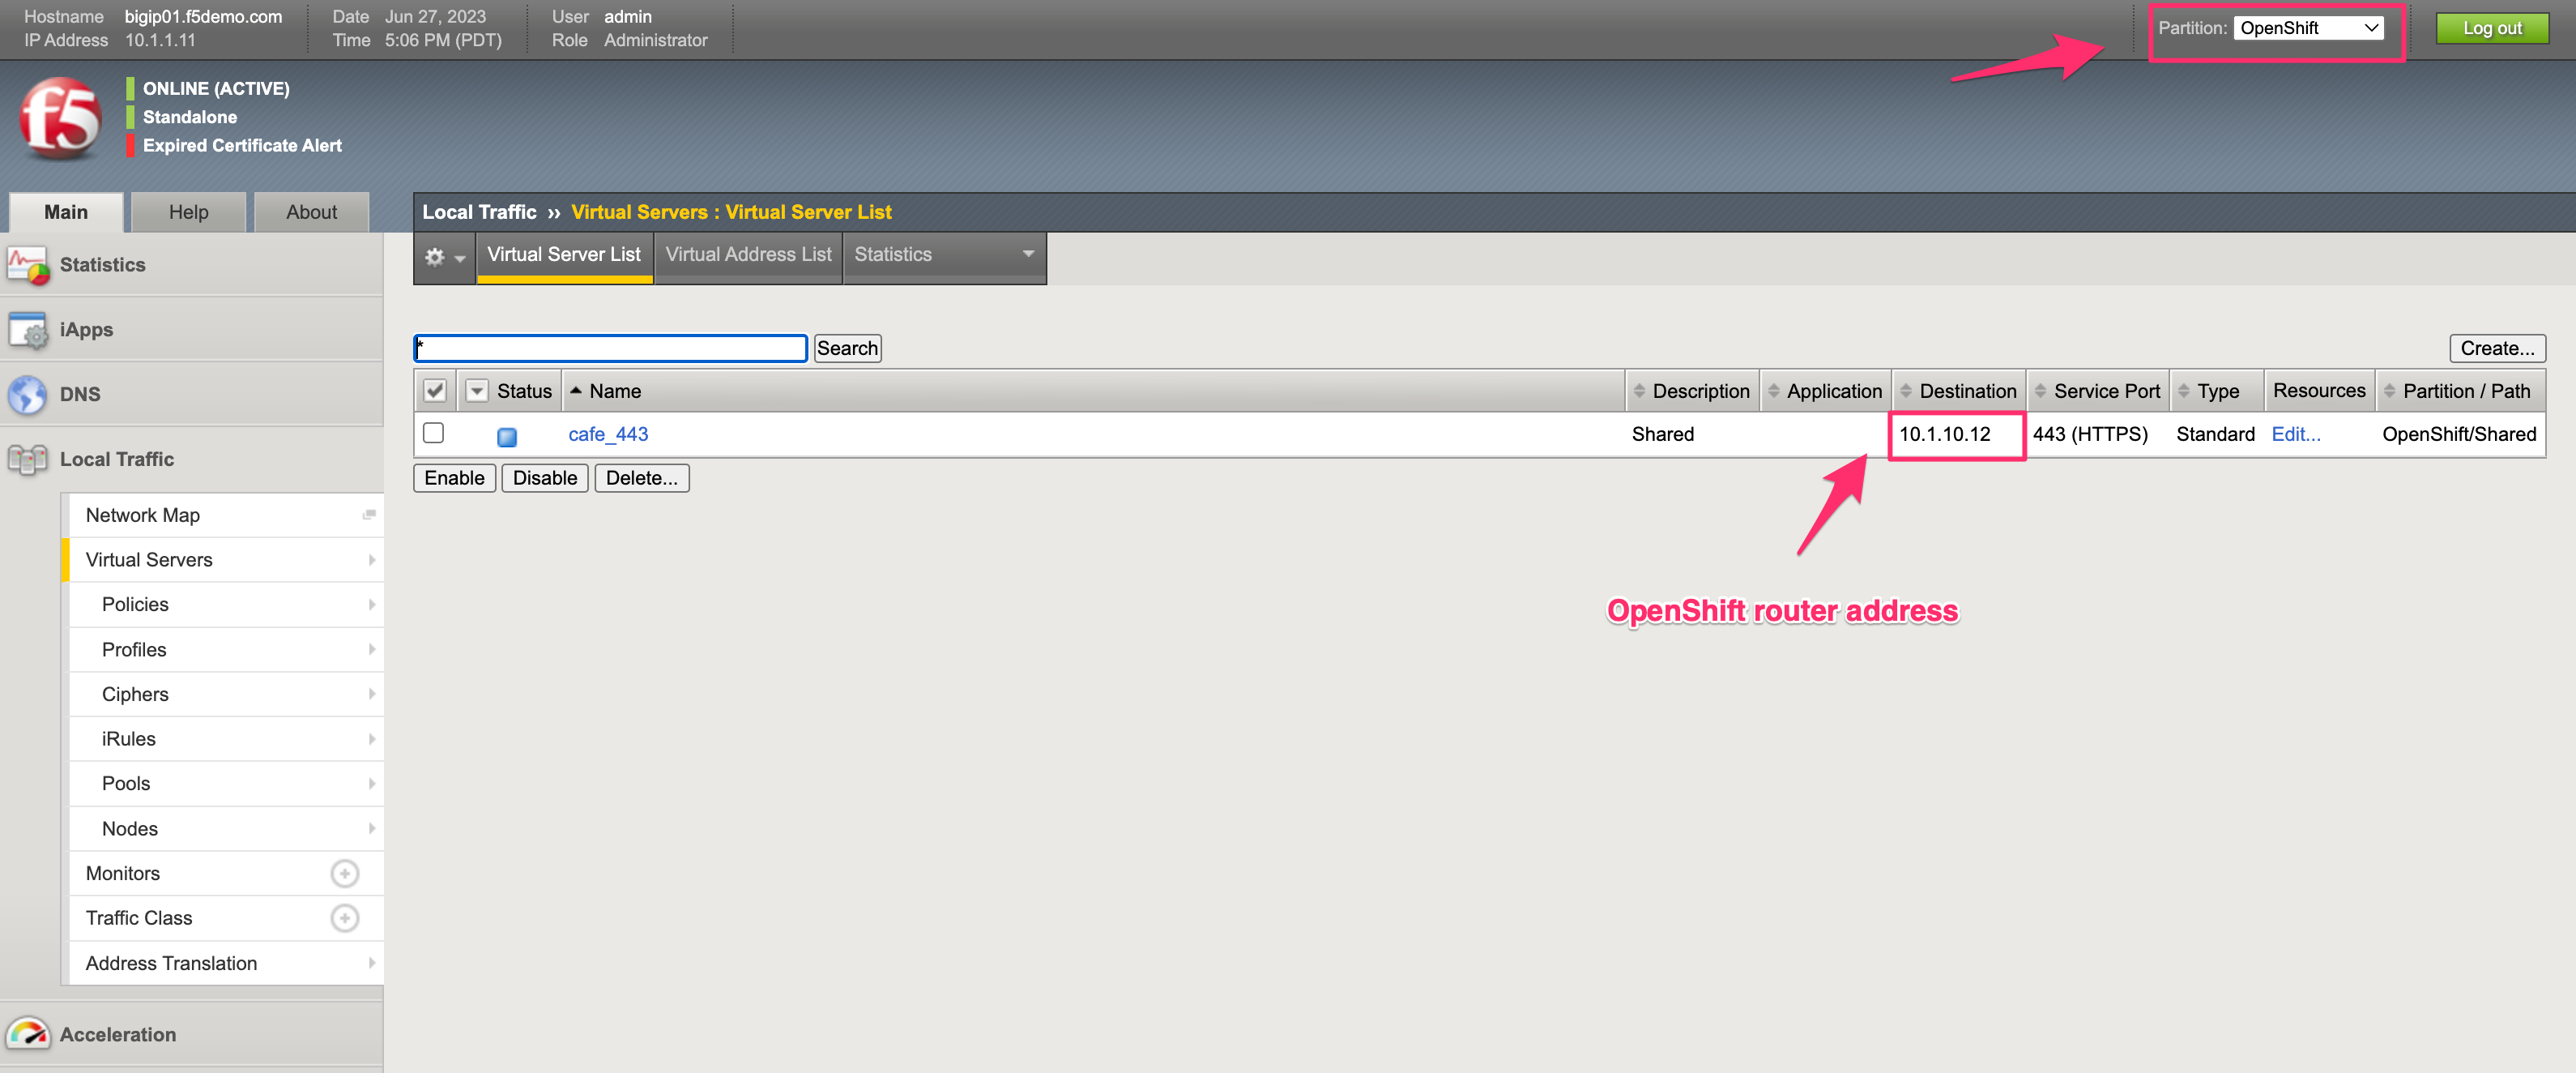 Hostname bigip01.f5demo.com Date Jun 27, 2023 User admin
IP Address 10.1.1.11 Time 5:06 PM (PDT) Role Administrator
Partition: OpenShift Log out
f5
ONLINE (ACTIVE)
Standalone
Expired Certificate Alert
Main Help About
Local Traffic ›› Virtual Servers : Virtual Server List
Virtual Server List Virtual Address List Statistics
Statistics
iApps
DNS
Local Traffic
Network Map
Virtual Servers
Policies
Profiles
Ciphers
iRules
Pools
Nodes
Monitors
Traffic Class
Address Translation
Acceleration
* Search Create...
Status Name Description Application Destination Service Port Type Resources Partition / Path
cafe_443 Shared 10.1.10.12 443 (HTTPS) Standard Edit... OpenShift/Shared
Enable Disable Delete...
OpenShift router address